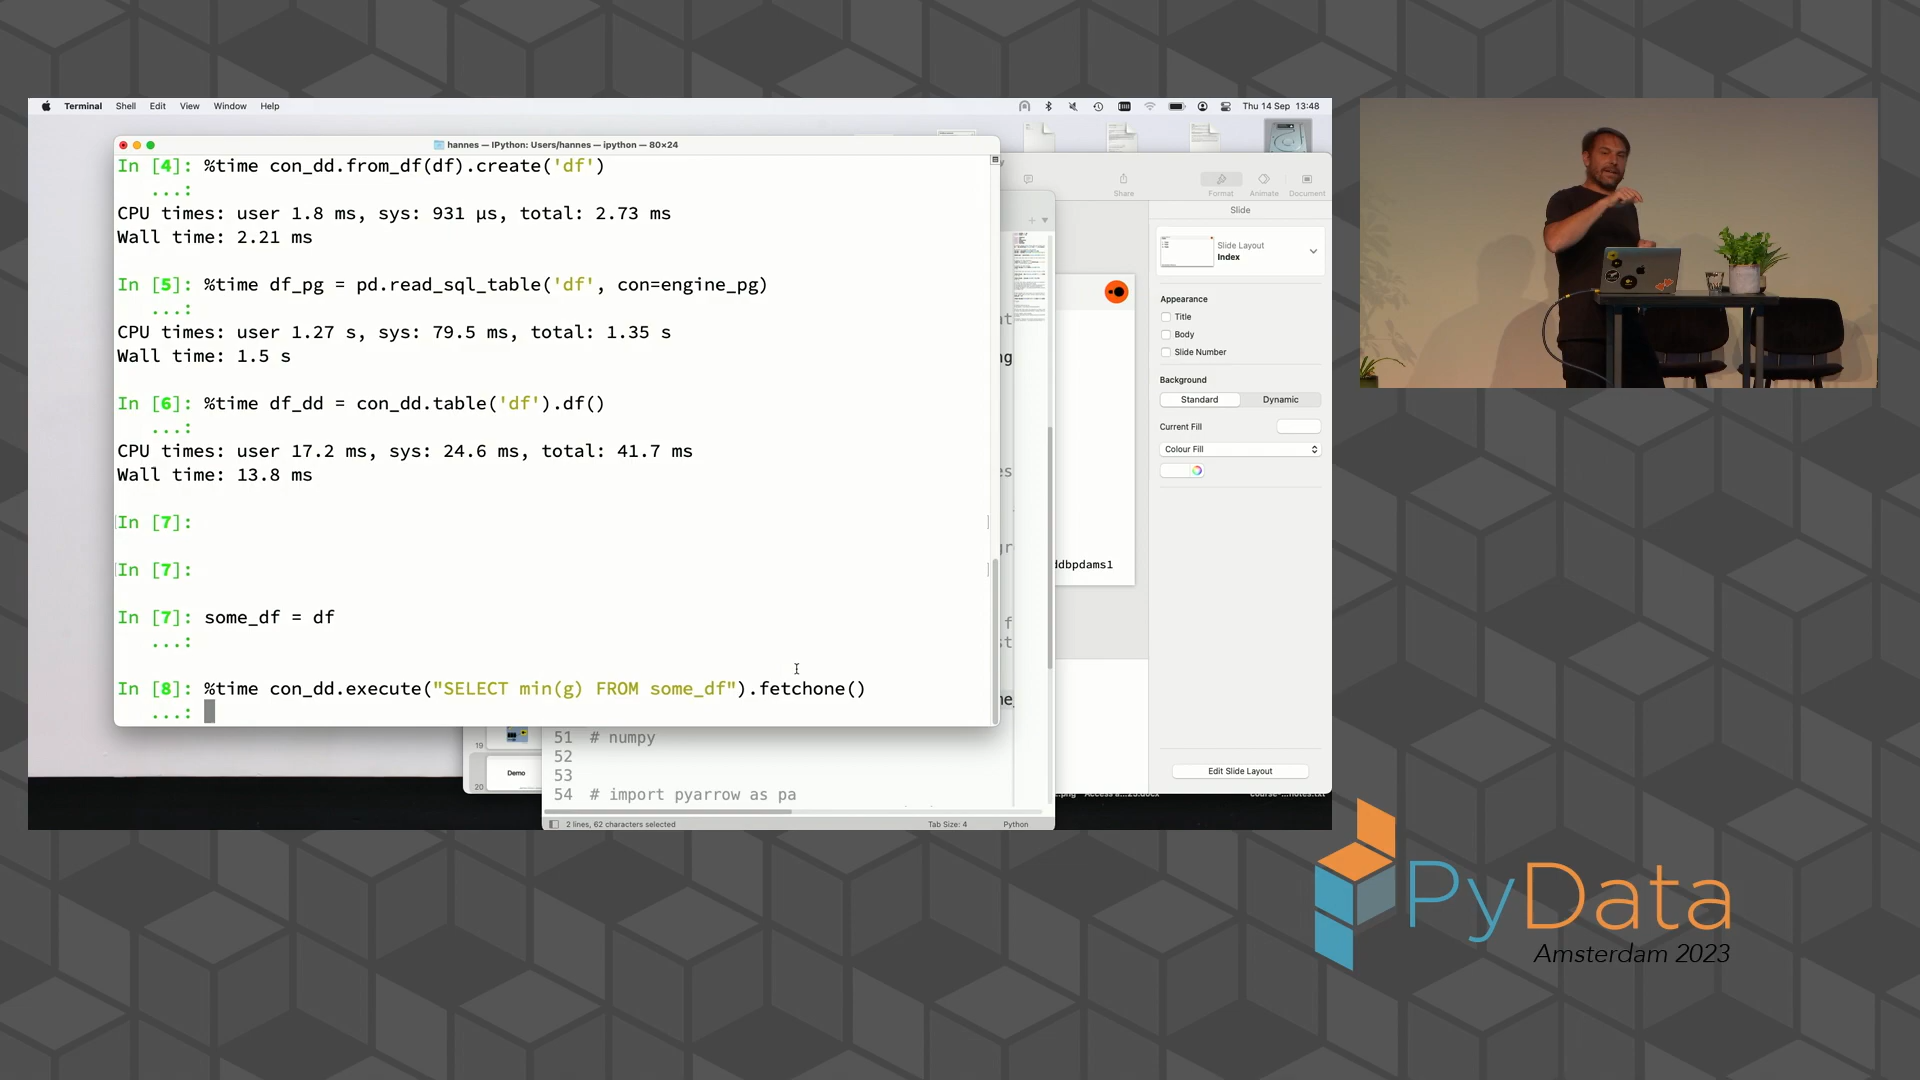 Terminal Shell Edit View Window Help
Thu 14 Sep 13:48
hannes — IPython: Users/hannes — ipython — 80×24
In [4]: %time con_dd.from_df(df).create('df')
...:
CPU times: user 1.8 ms, sys: 931 µs, total: 2.73 ms
Wall time: 2.21 ms
In [5]: %time df_pg = pd.read_sql_table('df', con=engine_pg)
...:
CPU times: user 1.27 s, sys: 79.5 ms, total: 1.35 s
Wall time: 1.5 s
In [6]: %time df_dd = con_dd.table('df').df()
...:
CPU times: user 17.2 ms, sys: 24.6 ms, total: 41.7 ms
Wall time: 13.8 ms
In [7]:
In [7]:
In [7]: some_df = df
...:
In [8]: %time con_dd.execute("SELECT min(g) FROM some_df").fetchone()
...:
51 # numpy
52
53
54 # import pyarrow as pa
2 lines, 62 characters selected
Tab Size: 4
Python
19
Demo
20
ddbpdams1
Share
Format
Animate
Document
Slide
Slide Layout
Index
Appearance
Title
Body
Slide Number
Background
Standard
Dynamic
Current Fill
Colour Fill
Edit Slide Layout
PyData
Amsterdam 2023